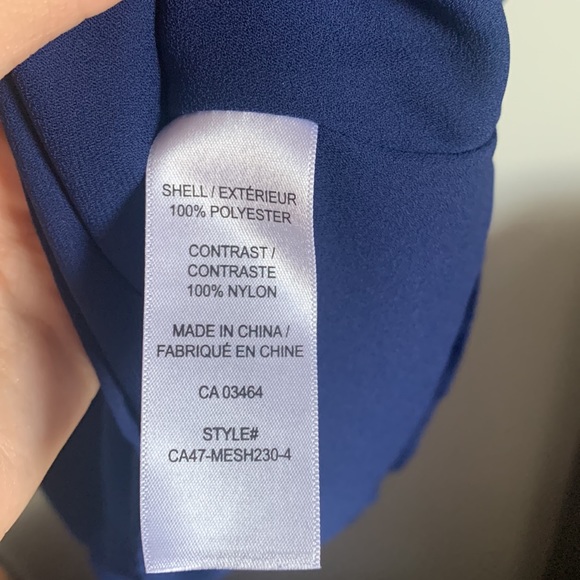 SHELL / EXTÉRIEUR
100% POLYESTER
CONTRAST /
CONTRASTE
100% NYLON
MADE IN CHINA /
FABRIQUÉ EN CHINE
CA 03464
STYLE#
CA47-MESH230-4